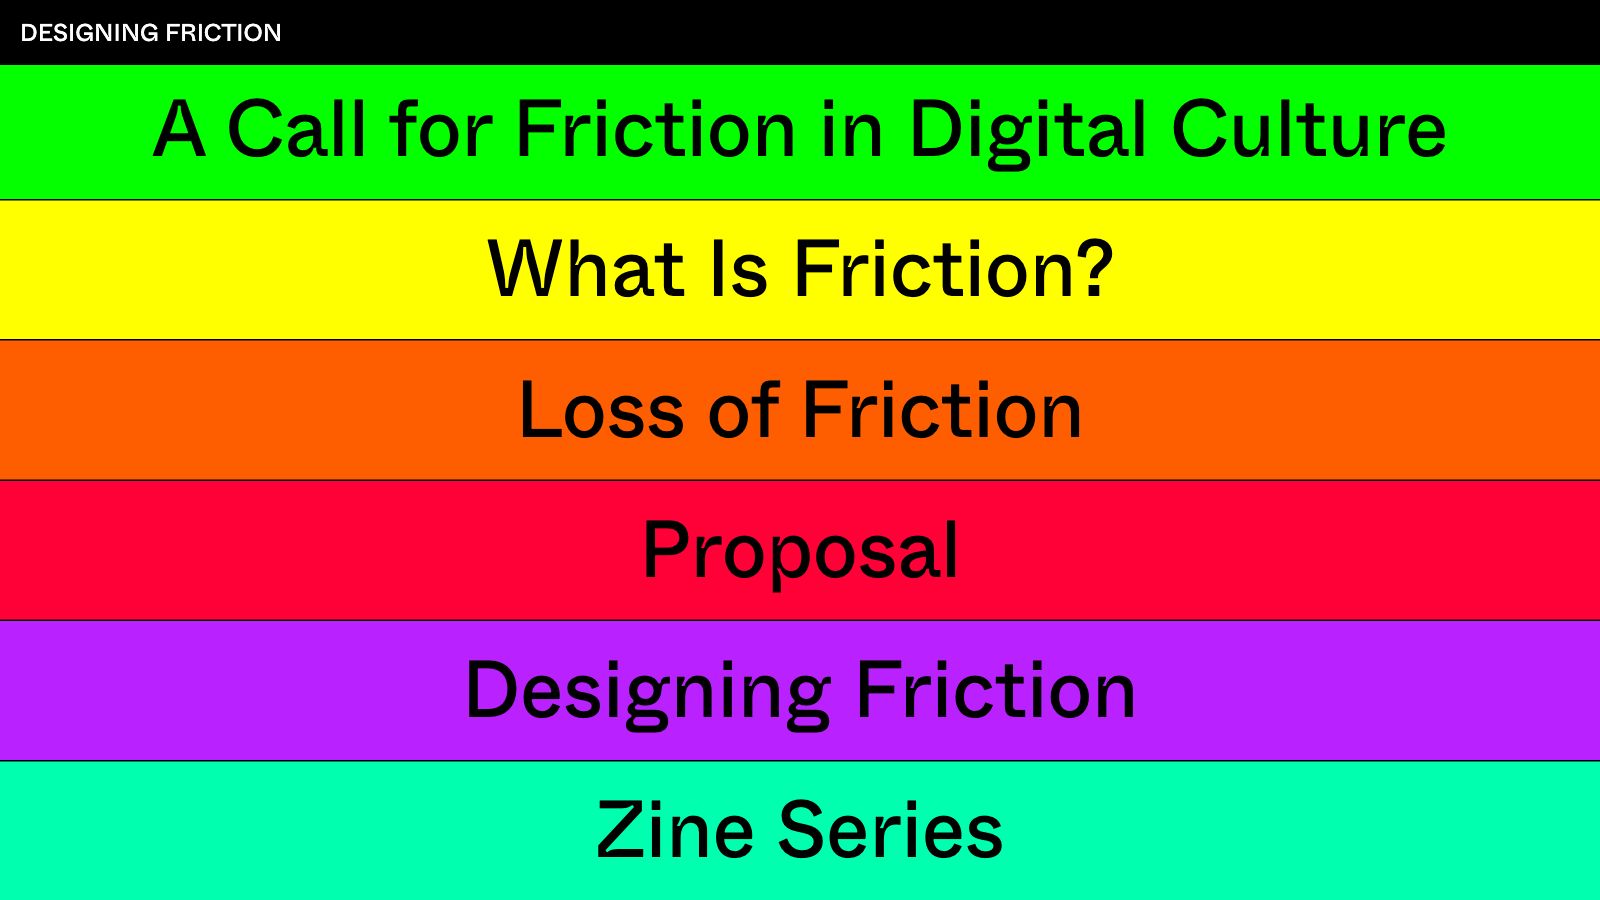 DESIGNING FRICTION
A Call for Friction in Digital Culture
What Is Friction?
Loss of Friction
Proposal
Designing Friction
Zine Series